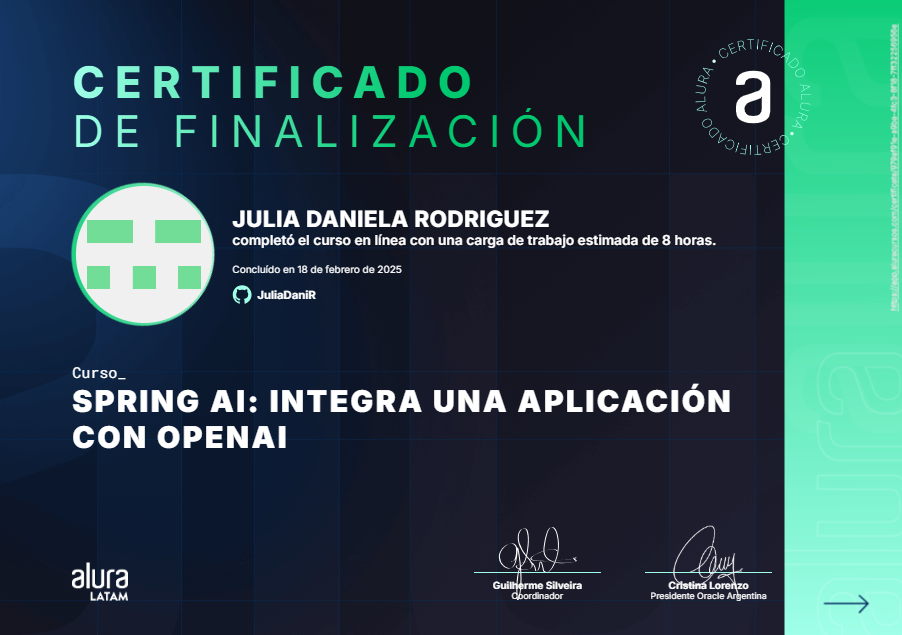 CERTIFICADO
DE FINALIZACIÓN
CERTIFICADO ALURA • CERTIFICADO ALURA •
a
JULIA DANIELA RODRIGUEZ
completó el curso en línea con una carga de trabajo estimada de 8 horas.
Concluído en 18 de febrero de 2025
JuliaDaniR
Curso_
SPRING AI: INTEGRA UNA APLICACIÓN
CON OPENAI
alura
LATAM
Guilherme Silveira
Coordinador
Cristina Lorenzo
Presidente Oracle Argentina
alura